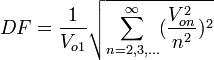 DF = \frac{1}{V_{o1}} \sqrt{\sum_{n=2,3,...}^{\infty} (\frac{V_{on}^2}{n^2})^2}